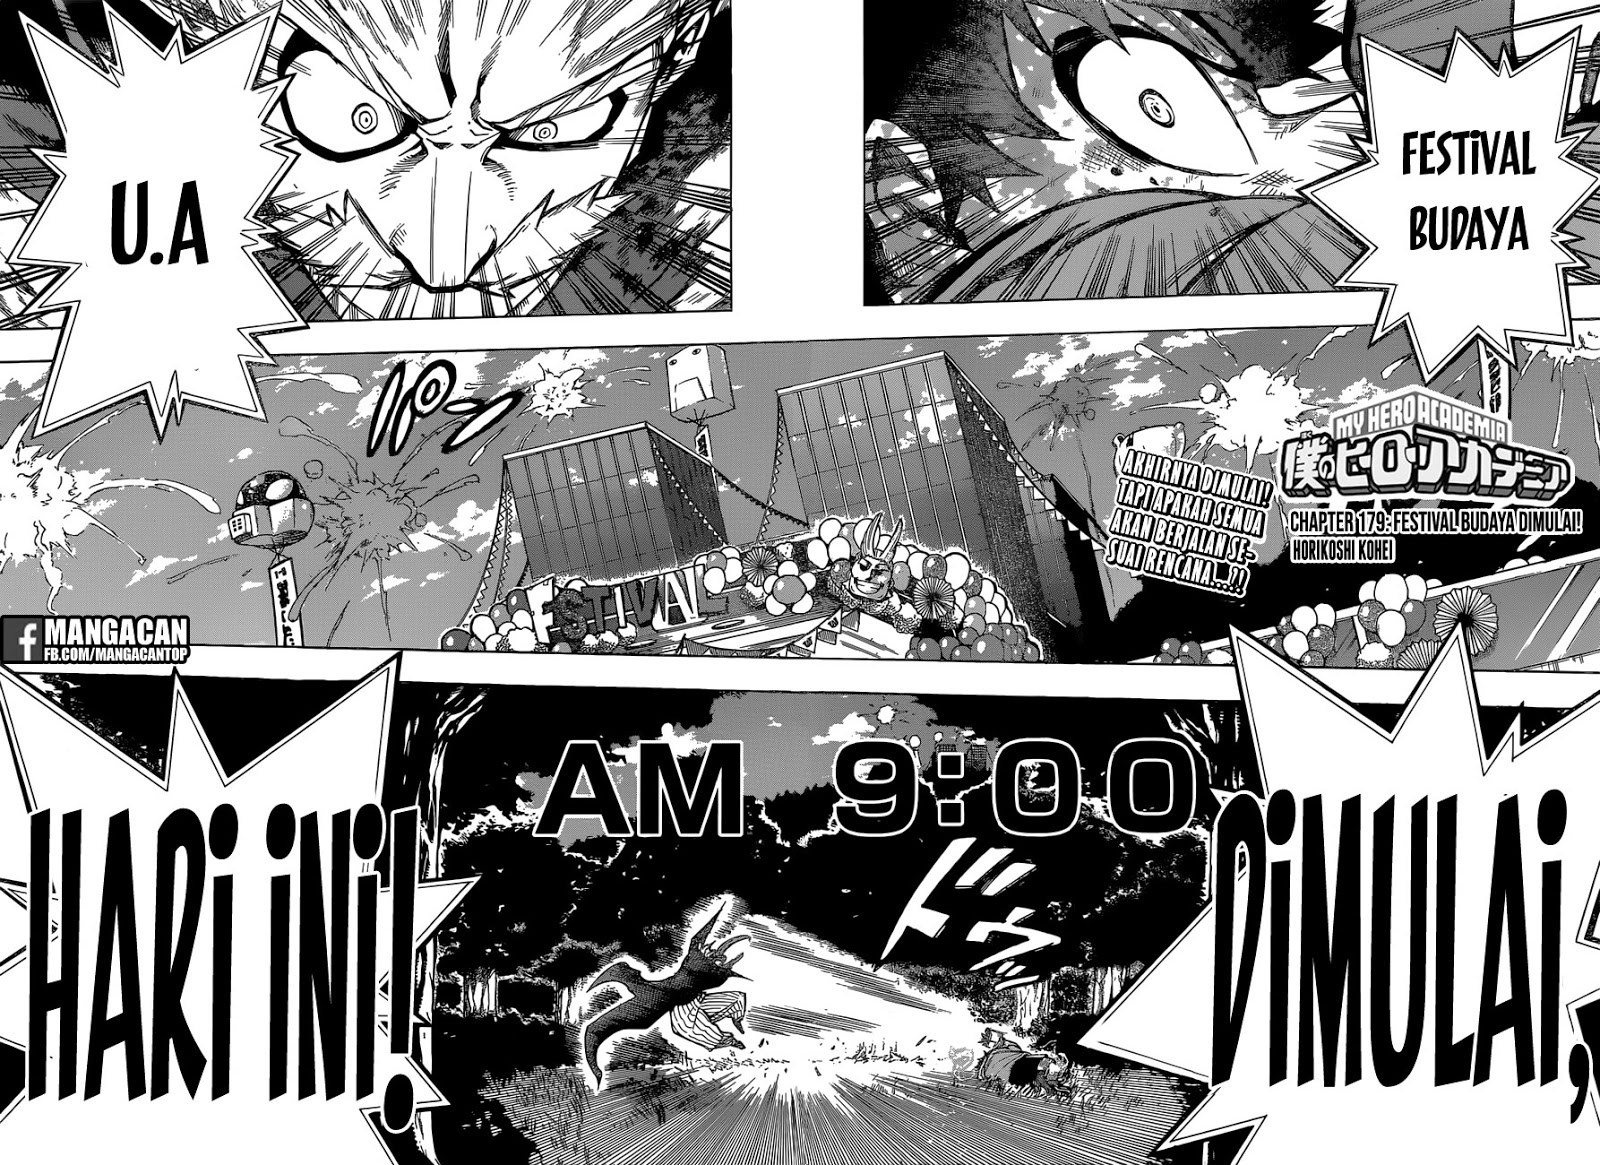 FESTIVAL
BUDAYA
U.A
パァン
MY HERO ACADEMIA
僕のヒーローアカデミア
CHAPTER 179: FESTIVAL BUDAYA DIMULAI!
HORIKOSHI KOHEI
AKHIRNYA DIMULAI!
TAPI APAKAH SEMUA
AKAN BERJALAN SE-
SUAI RENCANA...?!
FESTIVAL
MANGACAN
FB.COM/MANGACANTOP
DIMULAI,
AM 9:00
ドゥッ
HARI INI!